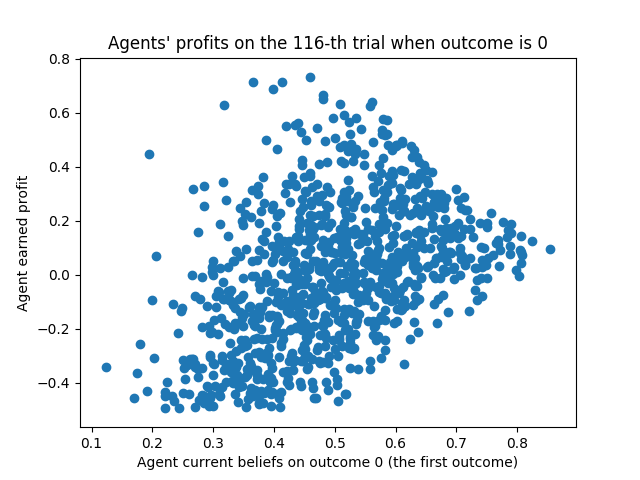 Agents' profits on the 116-th trial when outcome is 0
Agent earned profit
0.8
0.6
0.4
0.2
0.0
−0.2
−0.4
0.1 0.2 0.3 0.4 0.5 0.6 0.7 0.8
Agent current beliefs on outcome 0 (the first outcome)